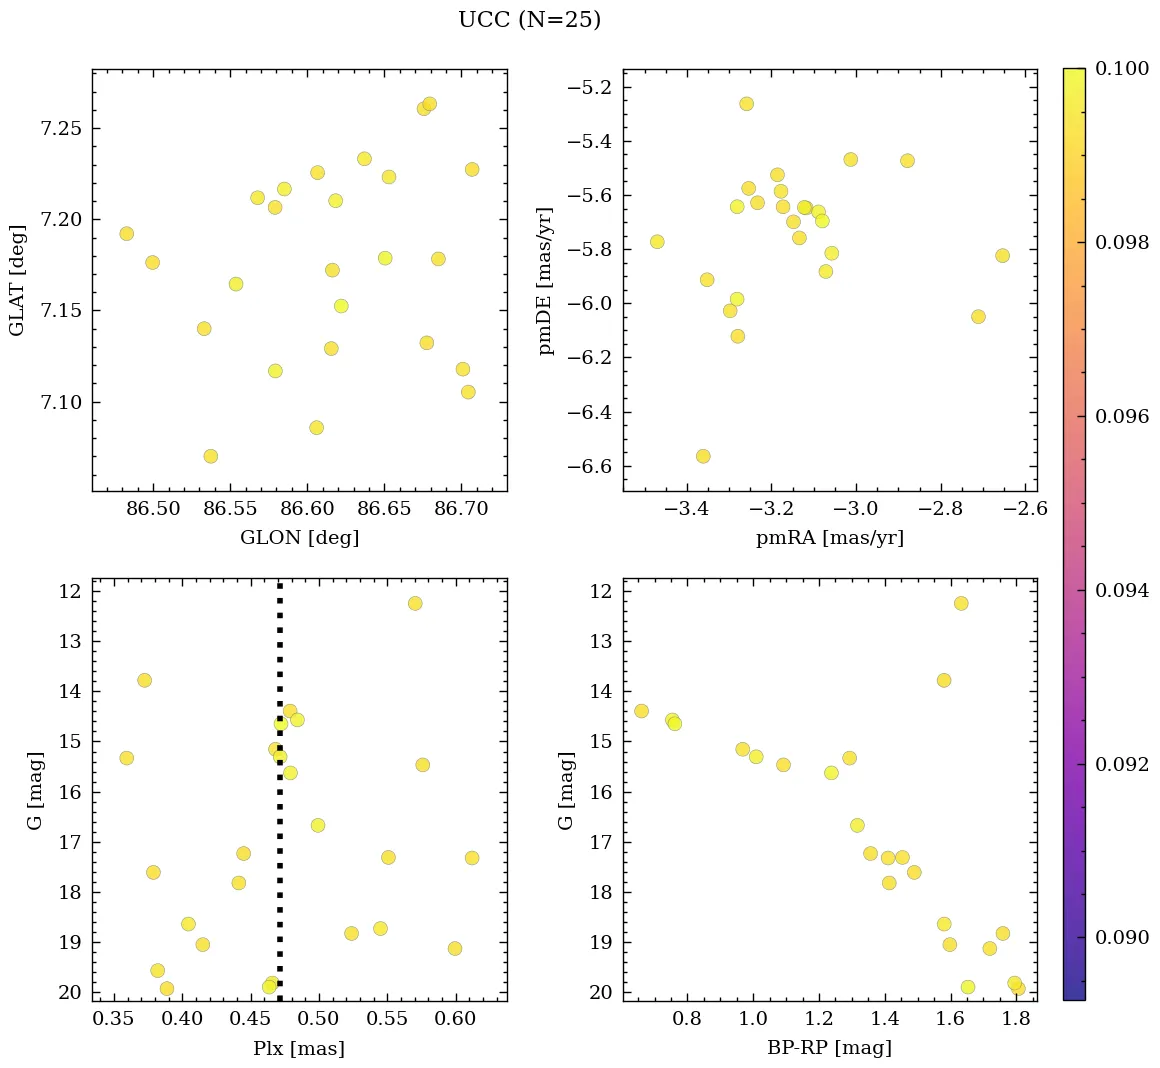 UCC (N=25)
7.25
7.20
7.15
7.10
GLAT [deg]
86.50 86.55 86.60 86.65 86.70
GLON [deg]
−5.2
−5.4
−5.6
−5.8
−6.0
−6.2
−6.4
−6.6
pmDE [mas/yr]
−3.4 −3.2 −3.0 −2.8 −2.6
pmRA [mas/yr]
12
13
14
15
16
17
18
19
20
G [mag]
0.35 0.40 0.45 0.50 0.55 0.60
Plx [mas]
12
13
14
15
16
17
18
19
20
G [mag]
0.8 1.0 1.2 1.4 1.6 1.8
BP-RP [mag]
0.100
0.098
0.096
0.094
0.092
0.090